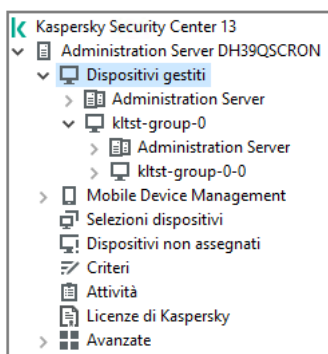 Kaspersky Security Center 13
Administration Server DH39QSCRON
Dispositivi gestiti
Administration Server
kltst-group-0
Administration Server
kltst-group-0-0
Mobile Device Management
Selezioni dispositivi
Dispositivi non assegnati
Criteri
Attività
Licenze di Kaspersky
Avanzate